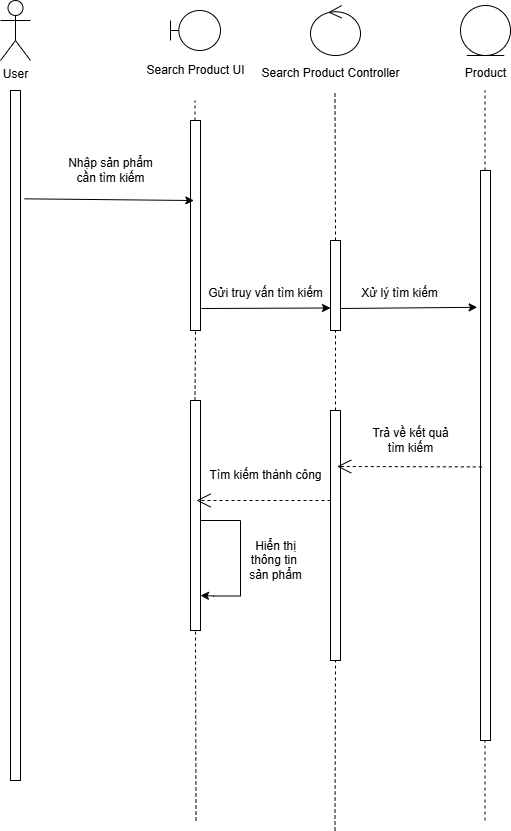 User
Search Product UI
Search Product Controller
Product
Nhập sản phẩm
cần tìm kiếm
Gửi truy vấn tìm kiếm
Xử lý tìm kiếm
Trả về kết quả
tìm kiếm
Tìm kiếm thành công
Hiển thị
thông tin
sản phẩm